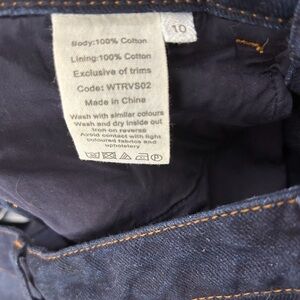 10
Body:100% Cotton
Lining:100% Cotton
Exclusive of trims
Code: WTRVS02
Made in China
Wash with similar colours
Wash and dry inside out
Iron on reverse
Avoid contact with light
coloured fabrics and
upholstery